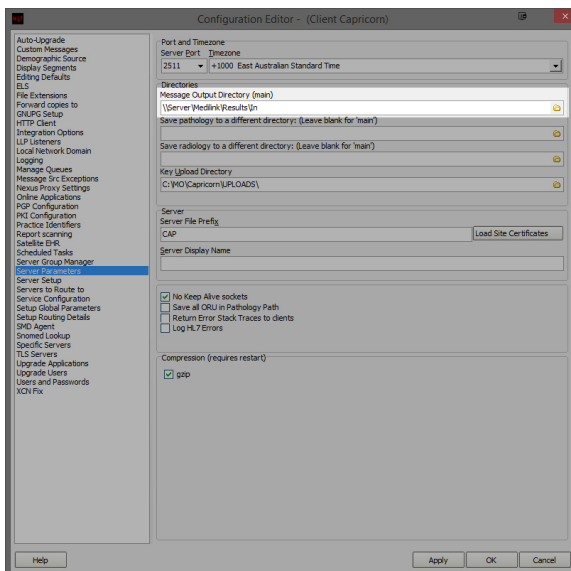 HL7
Configuration Editor - (Client Capricorn)
Auto-Upgrade
Custom Messages
Demographic Source
Display Segments
Editing Defaults
ELS
File Extensions
Forward copies to
GNUPG Setup
HTTP Client
Integration Options
LLP Listeners
Local Network Domain
Logging
Manage Queues
Message Src Exceptions
Nexus Proxy Settings
Online Applications
PGP Configuration
PKI Configuration
Practice Identifiers
Report scanning
Satellite EHR
Scheduled Tasks
Server Group Manager
Server Parameters
Server Setup
Servers to Route to
Service Configuration
Setup Global Parameters
Setup Routing Details
SMD Agent
Snomed Lookup
Specific Servers
TLS Servers
Upgrade Applications
Upgrade Users
Users and Passwords
XCN Fix
Port and Timezone
Server Port Timezone
2511 +1000 East Australian Standard Time
Directories
Message Output Directory (main)
\\Server\Medilink\Results\In
Save pathology to a different directory: (Leave blank for 'main')
Save radiology to a different directory: (Leave blank for 'main')
Key Upload Directory
C:\MO\Capricorn\UPLOADS\
Server
Server File Prefix
CAP Load Site Certificates
Server Display Name
No Keep Alive sockets
Save all ORU in Pathology Path
Return Error Stack Traces to clients
Log HL7 Errors
Compression (requires restart)
gzip
Help Apply OK Cancel